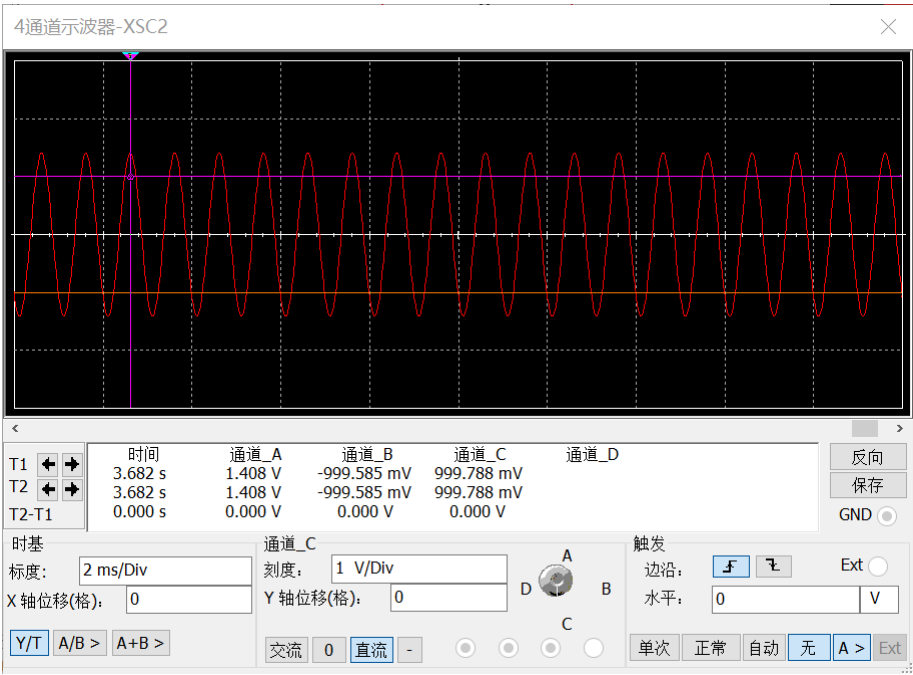 4通道示波器-XSC2
时间 通道_A 通道_B 通道_C 通道_D
T1 3.682 s 1.408 V -999.585 mV 999.788 mV
T2 3.682 s 1.408 V -999.585 mV 999.788 mV
T2-T1 0.000 s 0.000 V 0.000 V 0.000 V
反向
保存
GND
时基
标度: 2 ms/Div
X 轴位移(格): 0
Y/T A/B > A+B >
通道_C
刻度: 1 V/Div
Y 轴位移(格): 0
交流 0 直流 -
A
D B
C
触发
边沿: Ext
水平: 0 V
单次 正常 自动 无 A > Ext